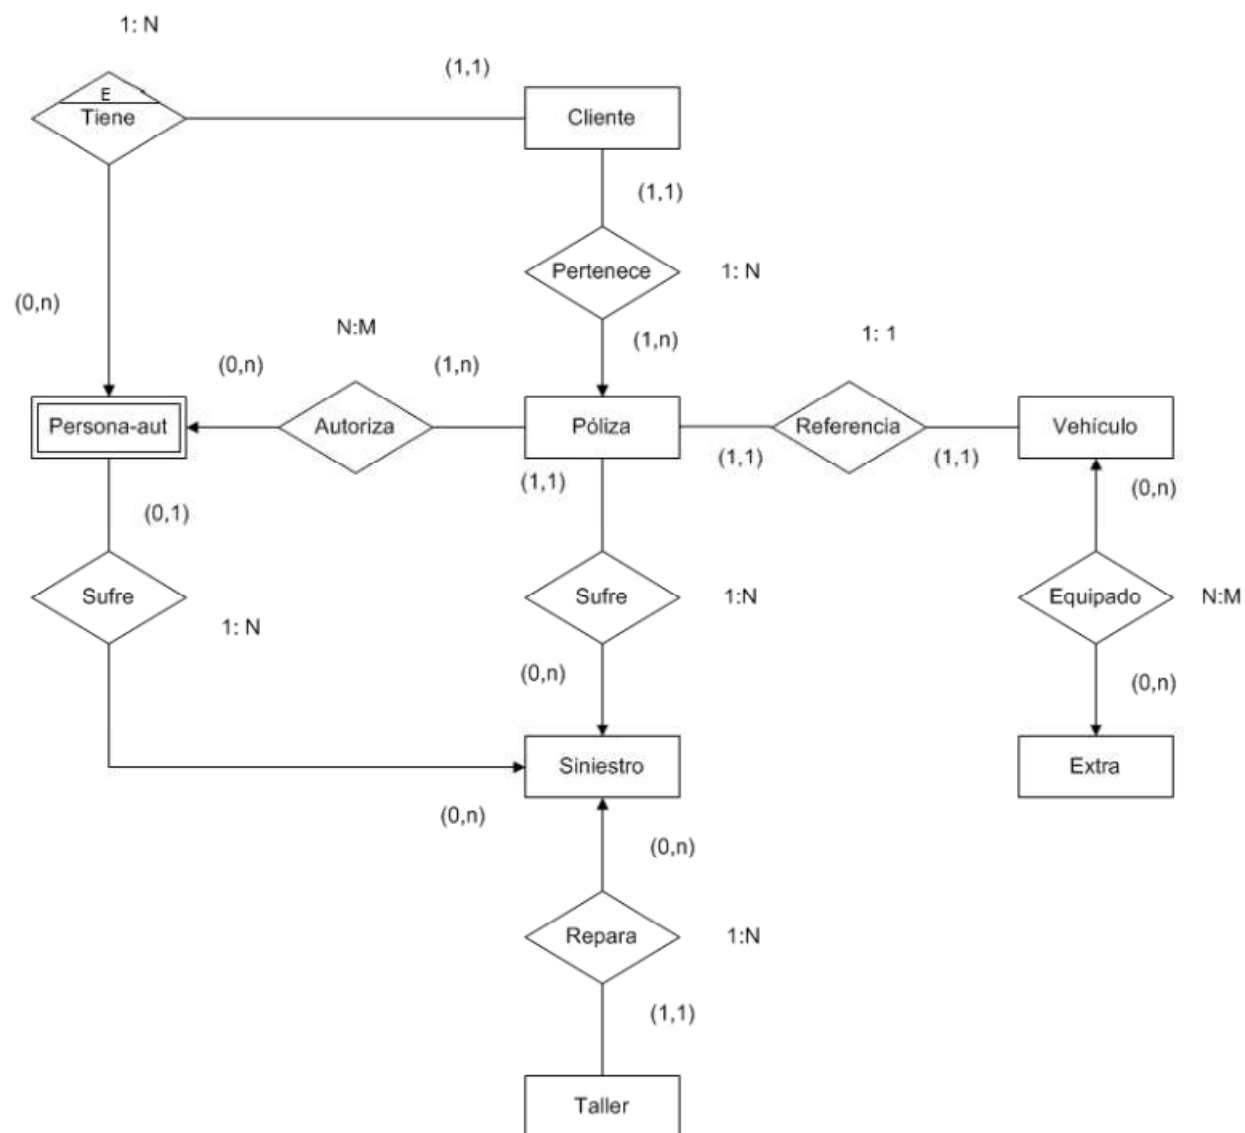 1: N
(1,1)
E
Tiene
Cliente
(1,1)
Pertenece
1: N
(0,n)
N:M
(1,n)
1: 1
(0,n)
(1,n)
Persona-aut
Autoriza
Póliza
Referencia
Vehículo
(1,1)
(1,1)
(1,1)
(0,n)
(0,1)
Sufre
Sufre
1:N
Equipado
N:M
1: N
(0,n)
(0,n)
Siniestro
Extra
(0,n)
(0,n)
Repara
1:N
(1,1)
Taller